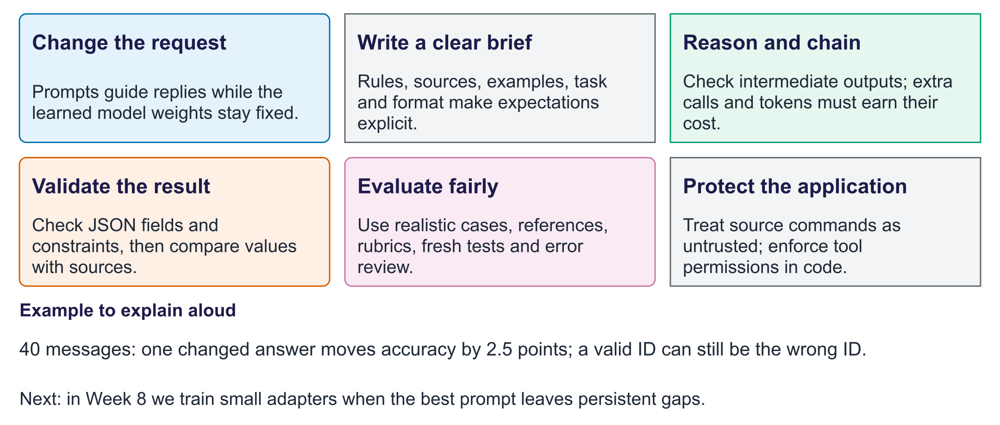 Change the request
Prompts guide replies while the
learned model weights stay fixed.
Write a clear brief
Rules, sources, examples, task
and format make expectations
explicit.
Reason and chain
Check intermediate outputs; extra
calls and tokens must earn their
cost.
Validate the result
Check JSON fields and
constraints, then compare values
with sources.
Evaluate fairly
Use realistic cases, references,
rubrics, fresh tests and error
review.
Protect the application
Treat source commands as
untrusted; enforce tool
permissions in code.
Example to explain aloud
40 messages: one changed answer moves accuracy by 2.5 points; a valid ID can still be the wrong ID.
Next: in Week 8 we train small adapters when the best prompt leaves persistent gaps.